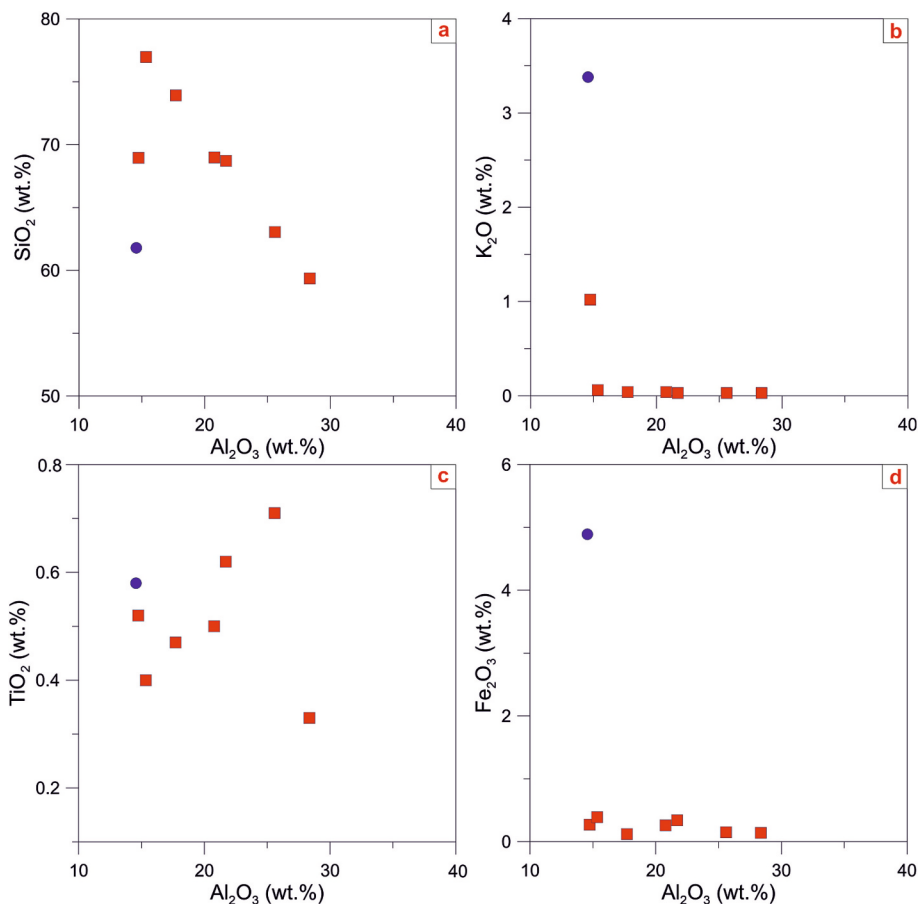 a
80
70
60
50
SiO₂ (wt.%)
10 20 30 40
Al₂O₃ (wt.%)
b
4
3
2
1
0
K₂O (wt.%)
10 20 30 40
Al₂O₃ (wt.%)
c
0.8
0.6
0.4
0.2
TiO₂ (wt.%)
10 20 30 40
Al₂O₃ (wt.%)
d
6
4
2
0
Fe₂O₃ (wt.%)
10 20 30 40
Al₂O₃ (wt.%)